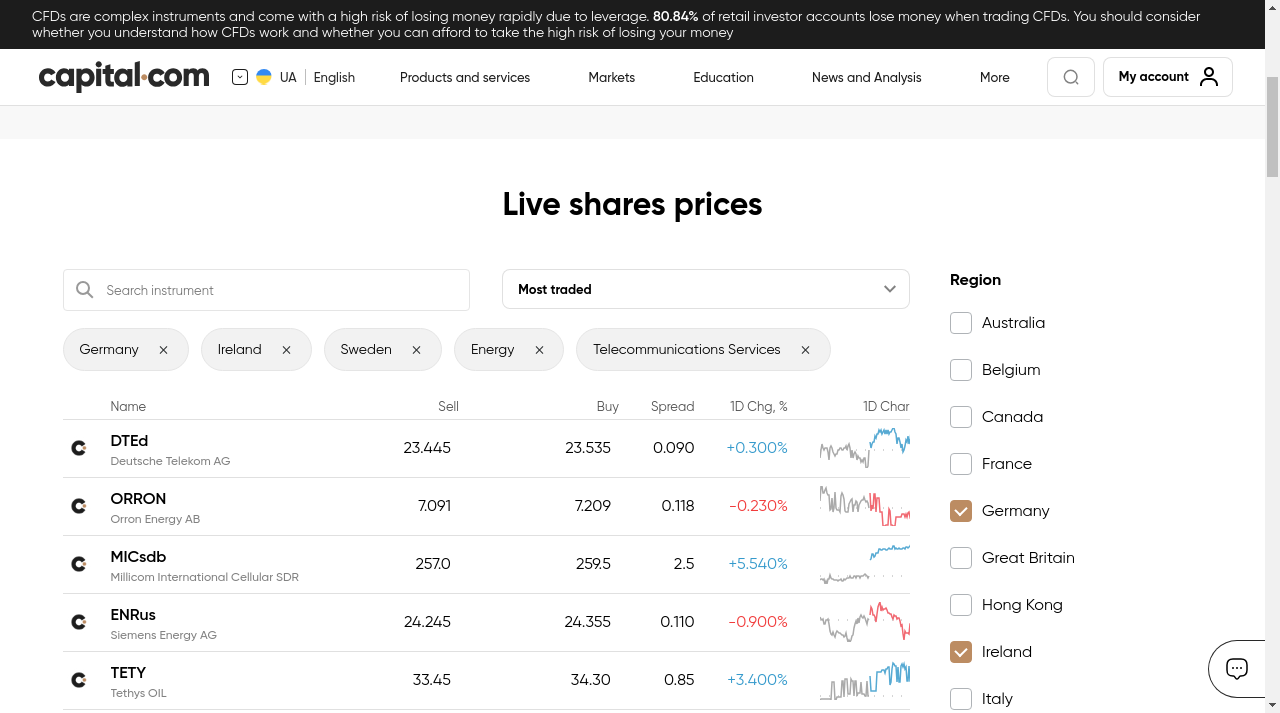 CFDs are complex instruments and come with a high risk of losing money rapidly due to leverage. 80.84% of retail investor accounts lose money when trading CFDs. You should consider
whether you understand how CFDs work and whether you can afford to take the high risk of losing your money
capital.com UA English Products and services Markets Education News and Analysis More My account
Live shares prices
Search instrument Most traded
Germany Ireland Sweden Energy Telecommunications Services
Name Sell Buy Spread 1D Chg, % 1D Char
DTEd 23.445 23.535 0.090 +0.300%
Deutsche Telekom AG
ORRON 7.091 7.209 0.118 -0.230%
Orron Energy AB
MICsdb 257.0 259.5 2.5 +5.540%
Millicom International Cellular SDR
ENRus 24.245 24.355 0.110 -0.900%
Siemens Energy AG
TETY 33.45 34.30 0.85 +3.400%
Tethys OIL
Region
Australia
Belgium
Canada
France
Germany
Great Britain
Hong Kong
Ireland
Italy